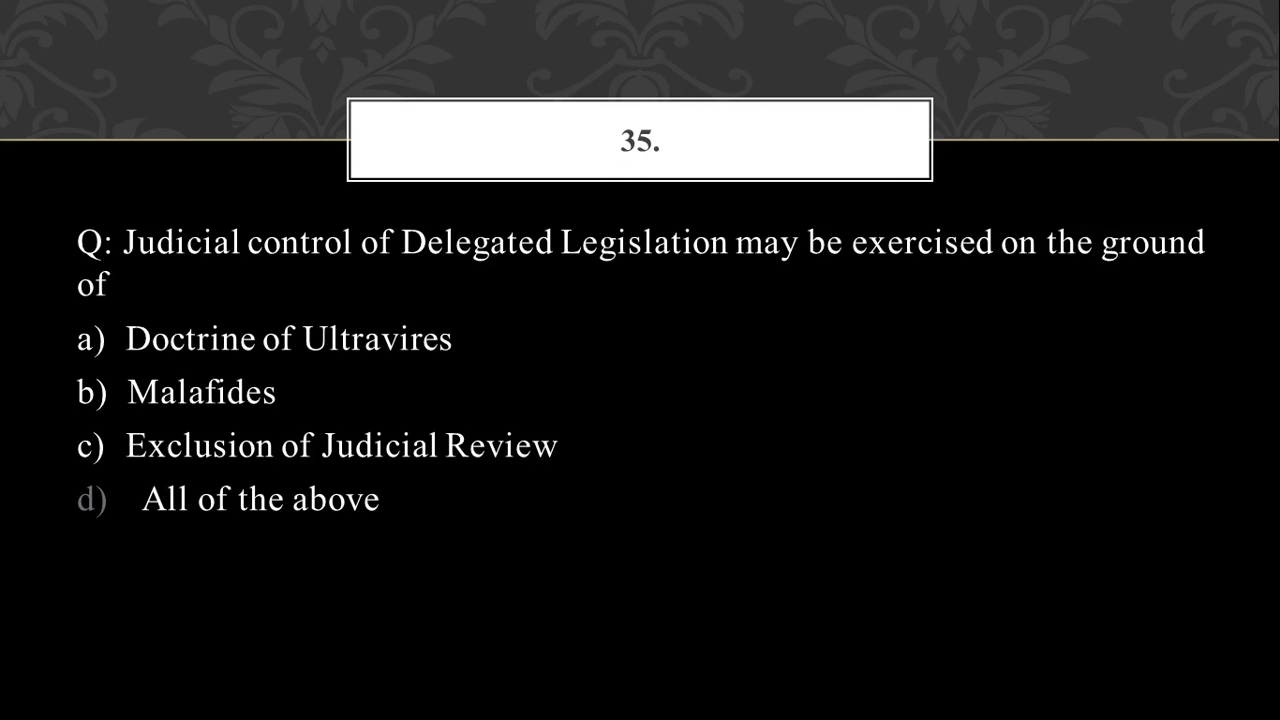 35.
Q: Judicial control of Delegated Legislation may be exercised on the ground
of
a) Doctrine of Ultravires
b) Malafides
c) Exclusion of Judicial Review
d) All of the above